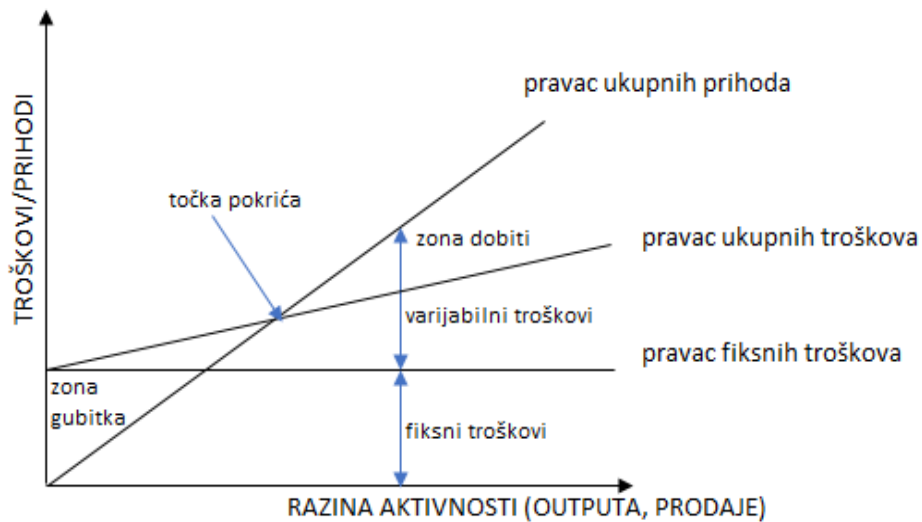 TROŠKOVI/PRIHODI
pravac ukupnih prihoda
točka pokrića
zona dobiti
pravac ukupnih troškova
varijabilni troškovi
pravac fiksnih troškova
zona
gubitka
fiksni troškovi
RAZINA AKTIVNOSTI (OUTPUTA, PRODAJE)